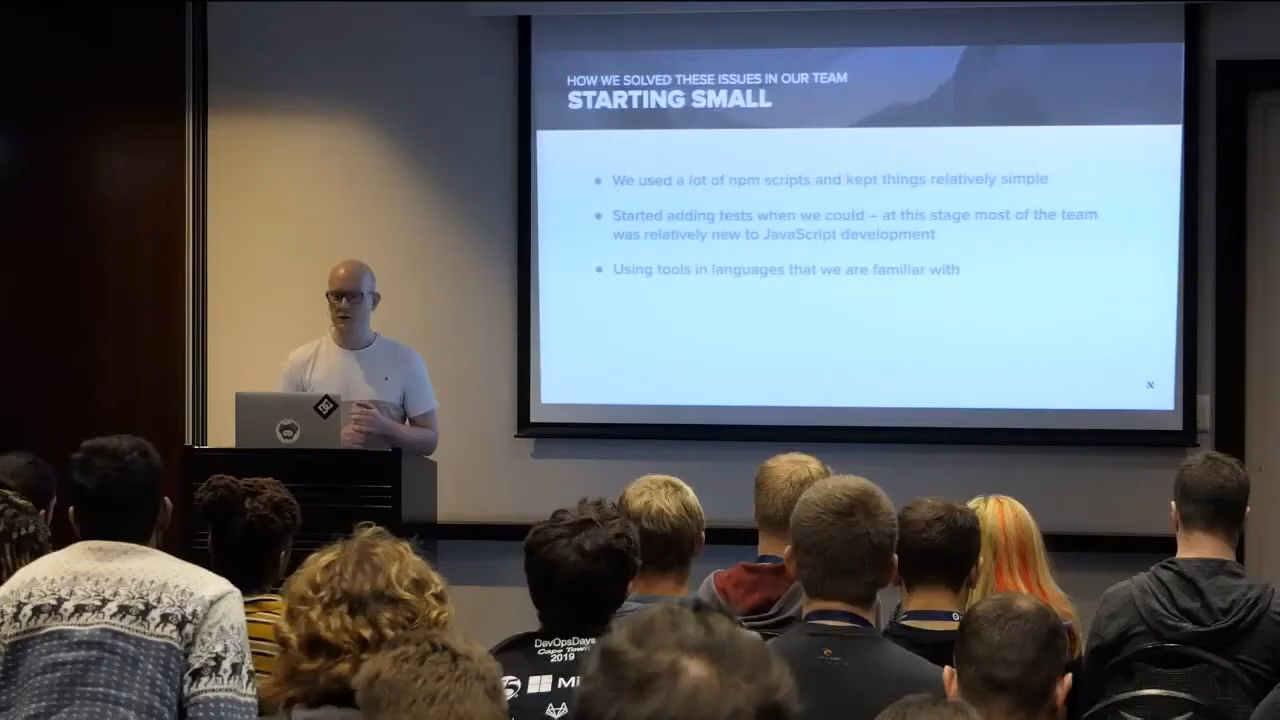 HOW WE SOLVED THESE ISSUES IN OUR TEAM
STARTING SMALL
We used a lot of npm scripts and kept things relatively simple
Started adding tests when we could – at this stage most of the team
was relatively new to JavaScript development
Using tools in languages that we are familiar with
DevOpsDays
Cape Town
2019